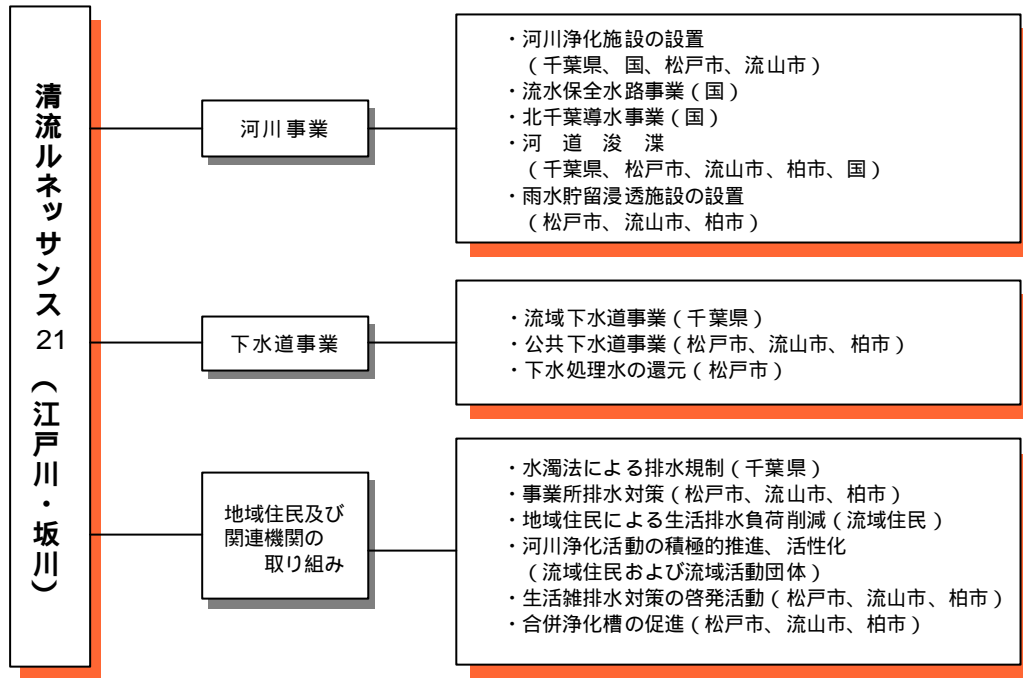 清流ルネッサンス21（江戸川・坂川）
河川事業
・河川浄化施設の設置
（千葉県、国、松戸市、流山市）
・流水保全水路事業（国）
・北千葉導水事業（国）
・河　道　浚　渫
（千葉県、松戸市、流山市、柏市、国）
・雨水貯留浸透施設の設置
（松戸市、流山市、柏市）
下水道事業
・流域下水道事業（千葉県）
・公共下水道事業（松戸市、流山市、柏市）
・下水処理水の還元（松戸市）
地域住民及び
関連機関の
取り組み
・水濁法による排水規制（千葉県）
・事業所排水対策（松戸市、流山市、柏市）
・地域住民による生活排水負荷削減（流域住民）
・河川浄化活動の積極的推進、活性化
（流域住民および流域活動団体）
・生活雑排水対策の啓発活動（松戸市、流山市、柏市）
・合併浄化槽の促進（松戸市、流山市、柏市）